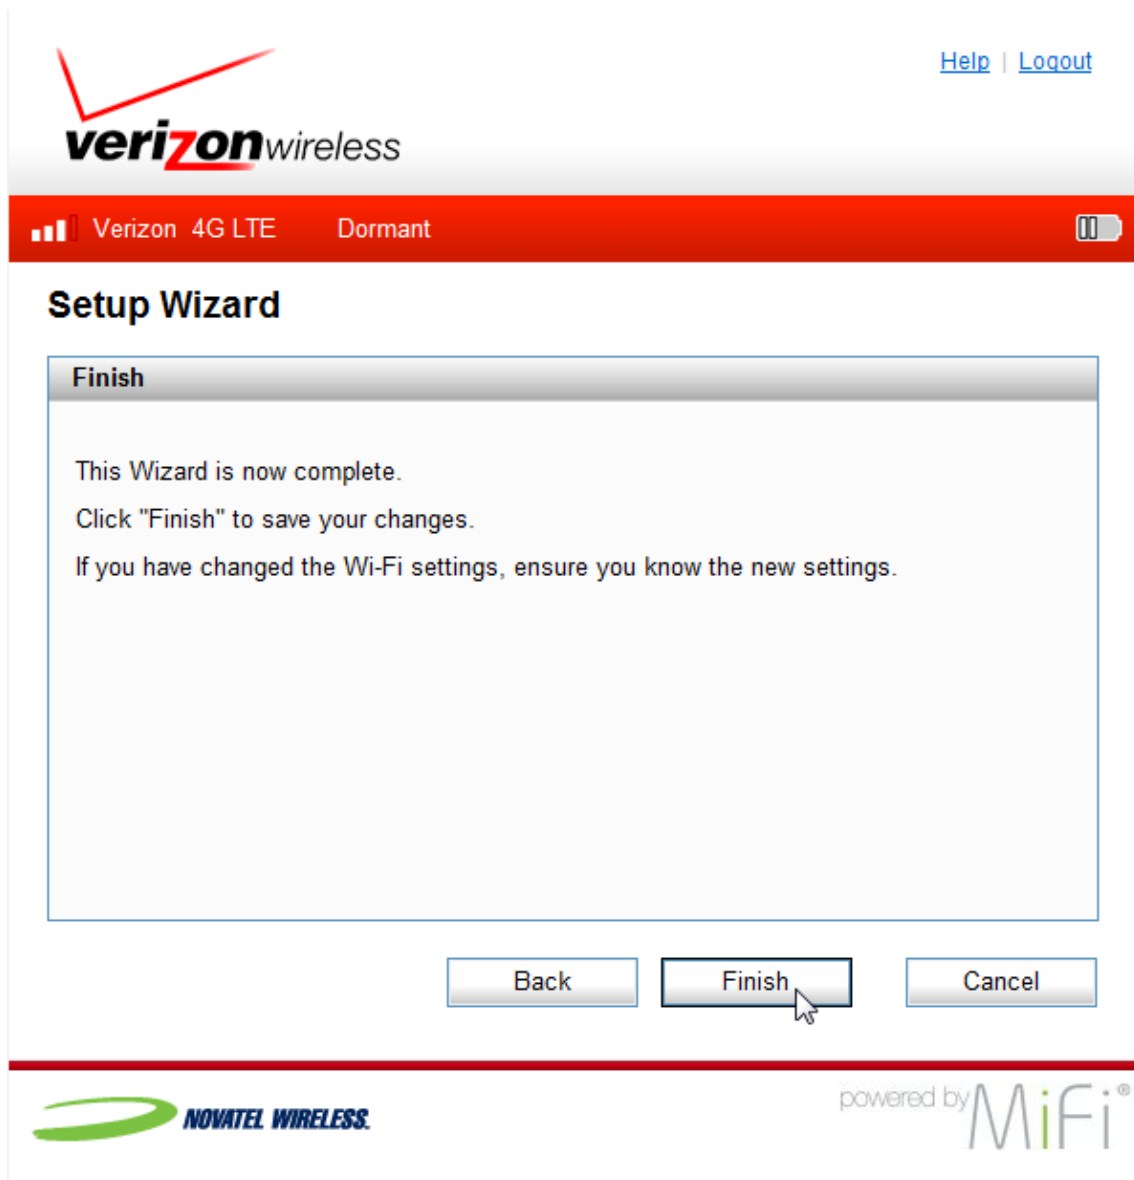 Help | Logout
verizonwireless
Verizon 4G LTE Dormant
Setup Wizard
Finish
This Wizard is now complete.
Click "Finish" to save your changes.
If you have changed the Wi-Fi settings, ensure you know the new settings.
Back Finish Cancel
NOVATEL WIRELESS. powered by MiFi®